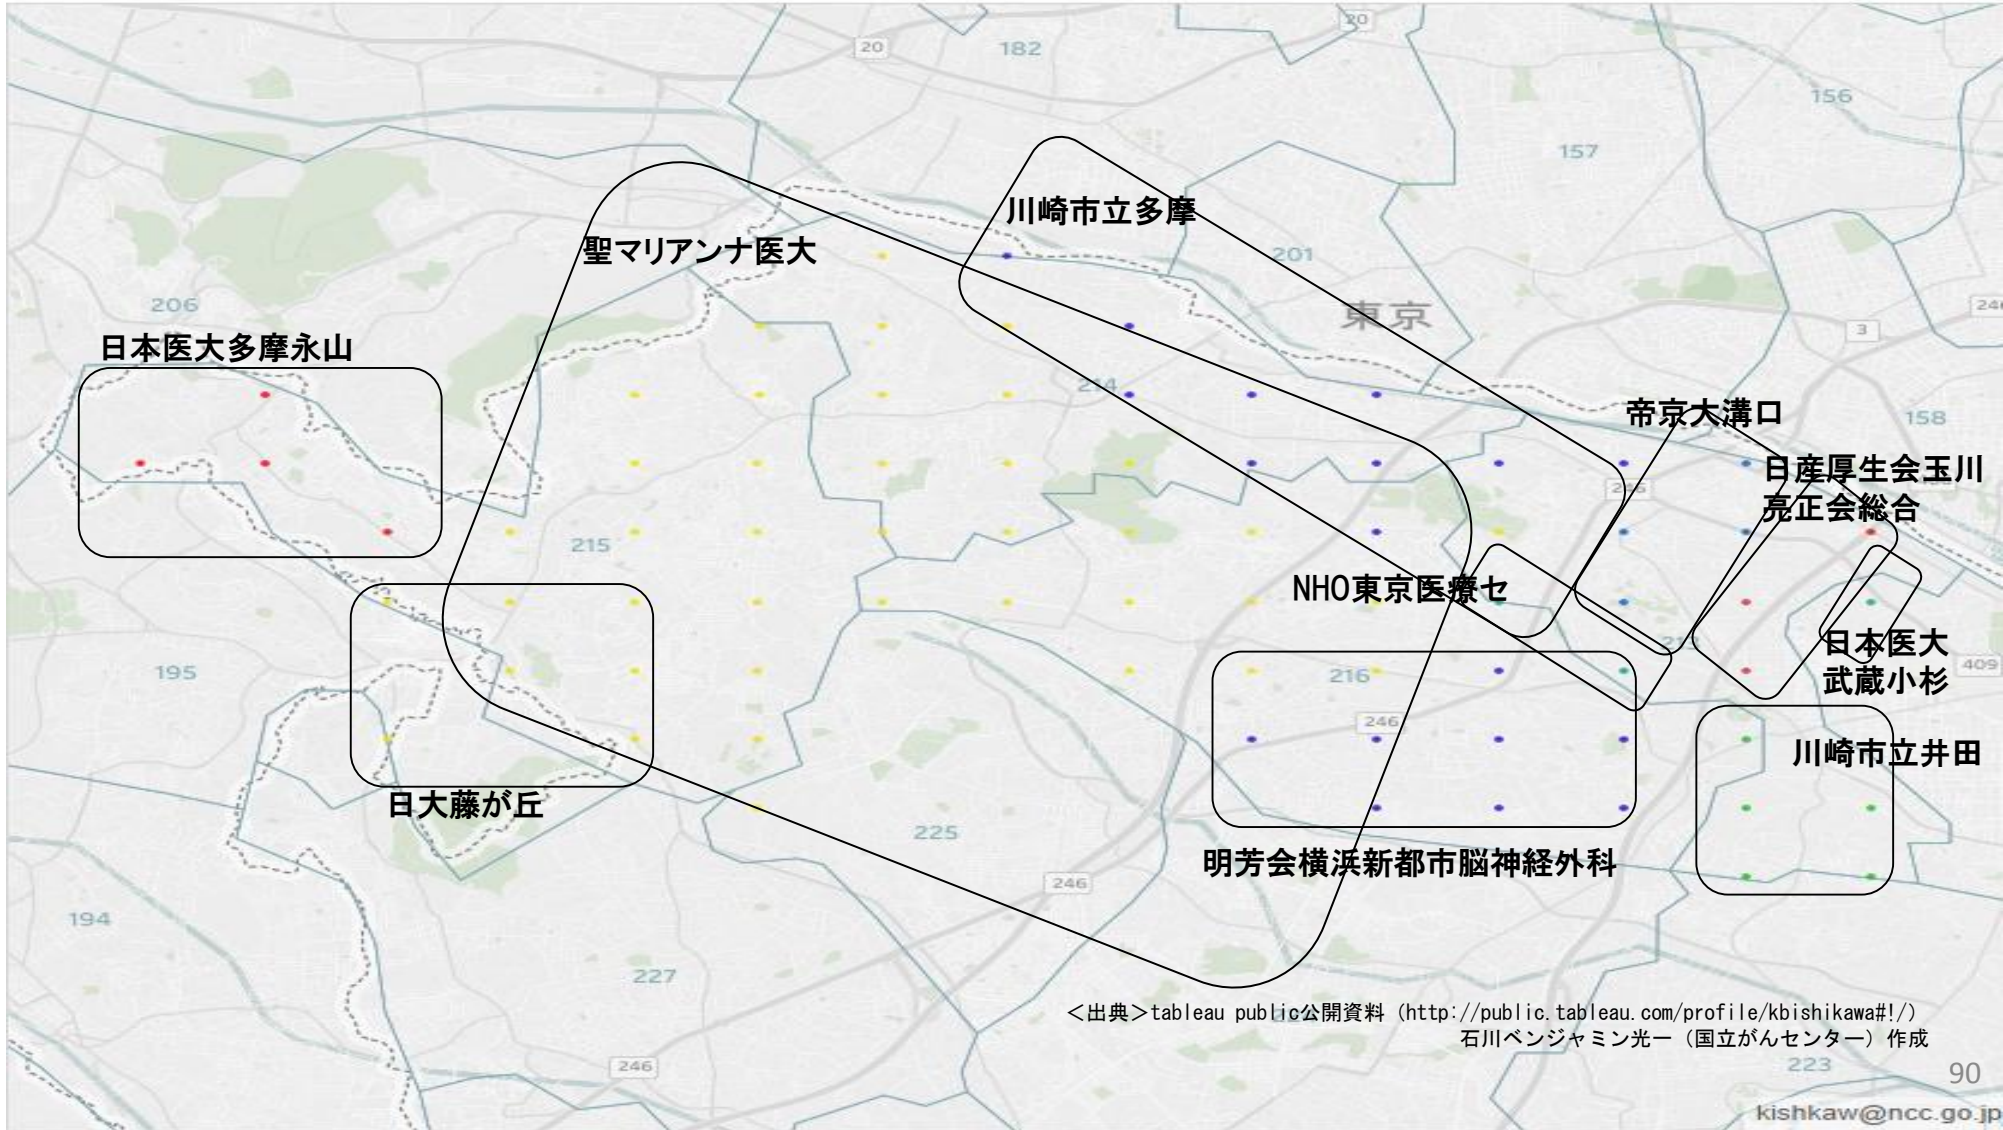 20
20
182
156
157
川崎市立多摩
聖マリアンナ医大
201
206
東京
246
3
日本医大多摩永山
214
帝京大溝口
158
日産厚生会玉川
246
亮正会総合
215
NHO東京医療セ
213
日本医大
409
195
216
武蔵小杉
246
川崎市立井田
日大藤が丘
225
明芳会横浜新都市脳神経外科
246
194
227
＜出典＞tableau public公開資料（http://public.tableau.com/profile/kbishikawa#!/）
石川ベンジャミン光一（国立がんセンター）作成
246
223
90
kishkaw@ncc.go.jp